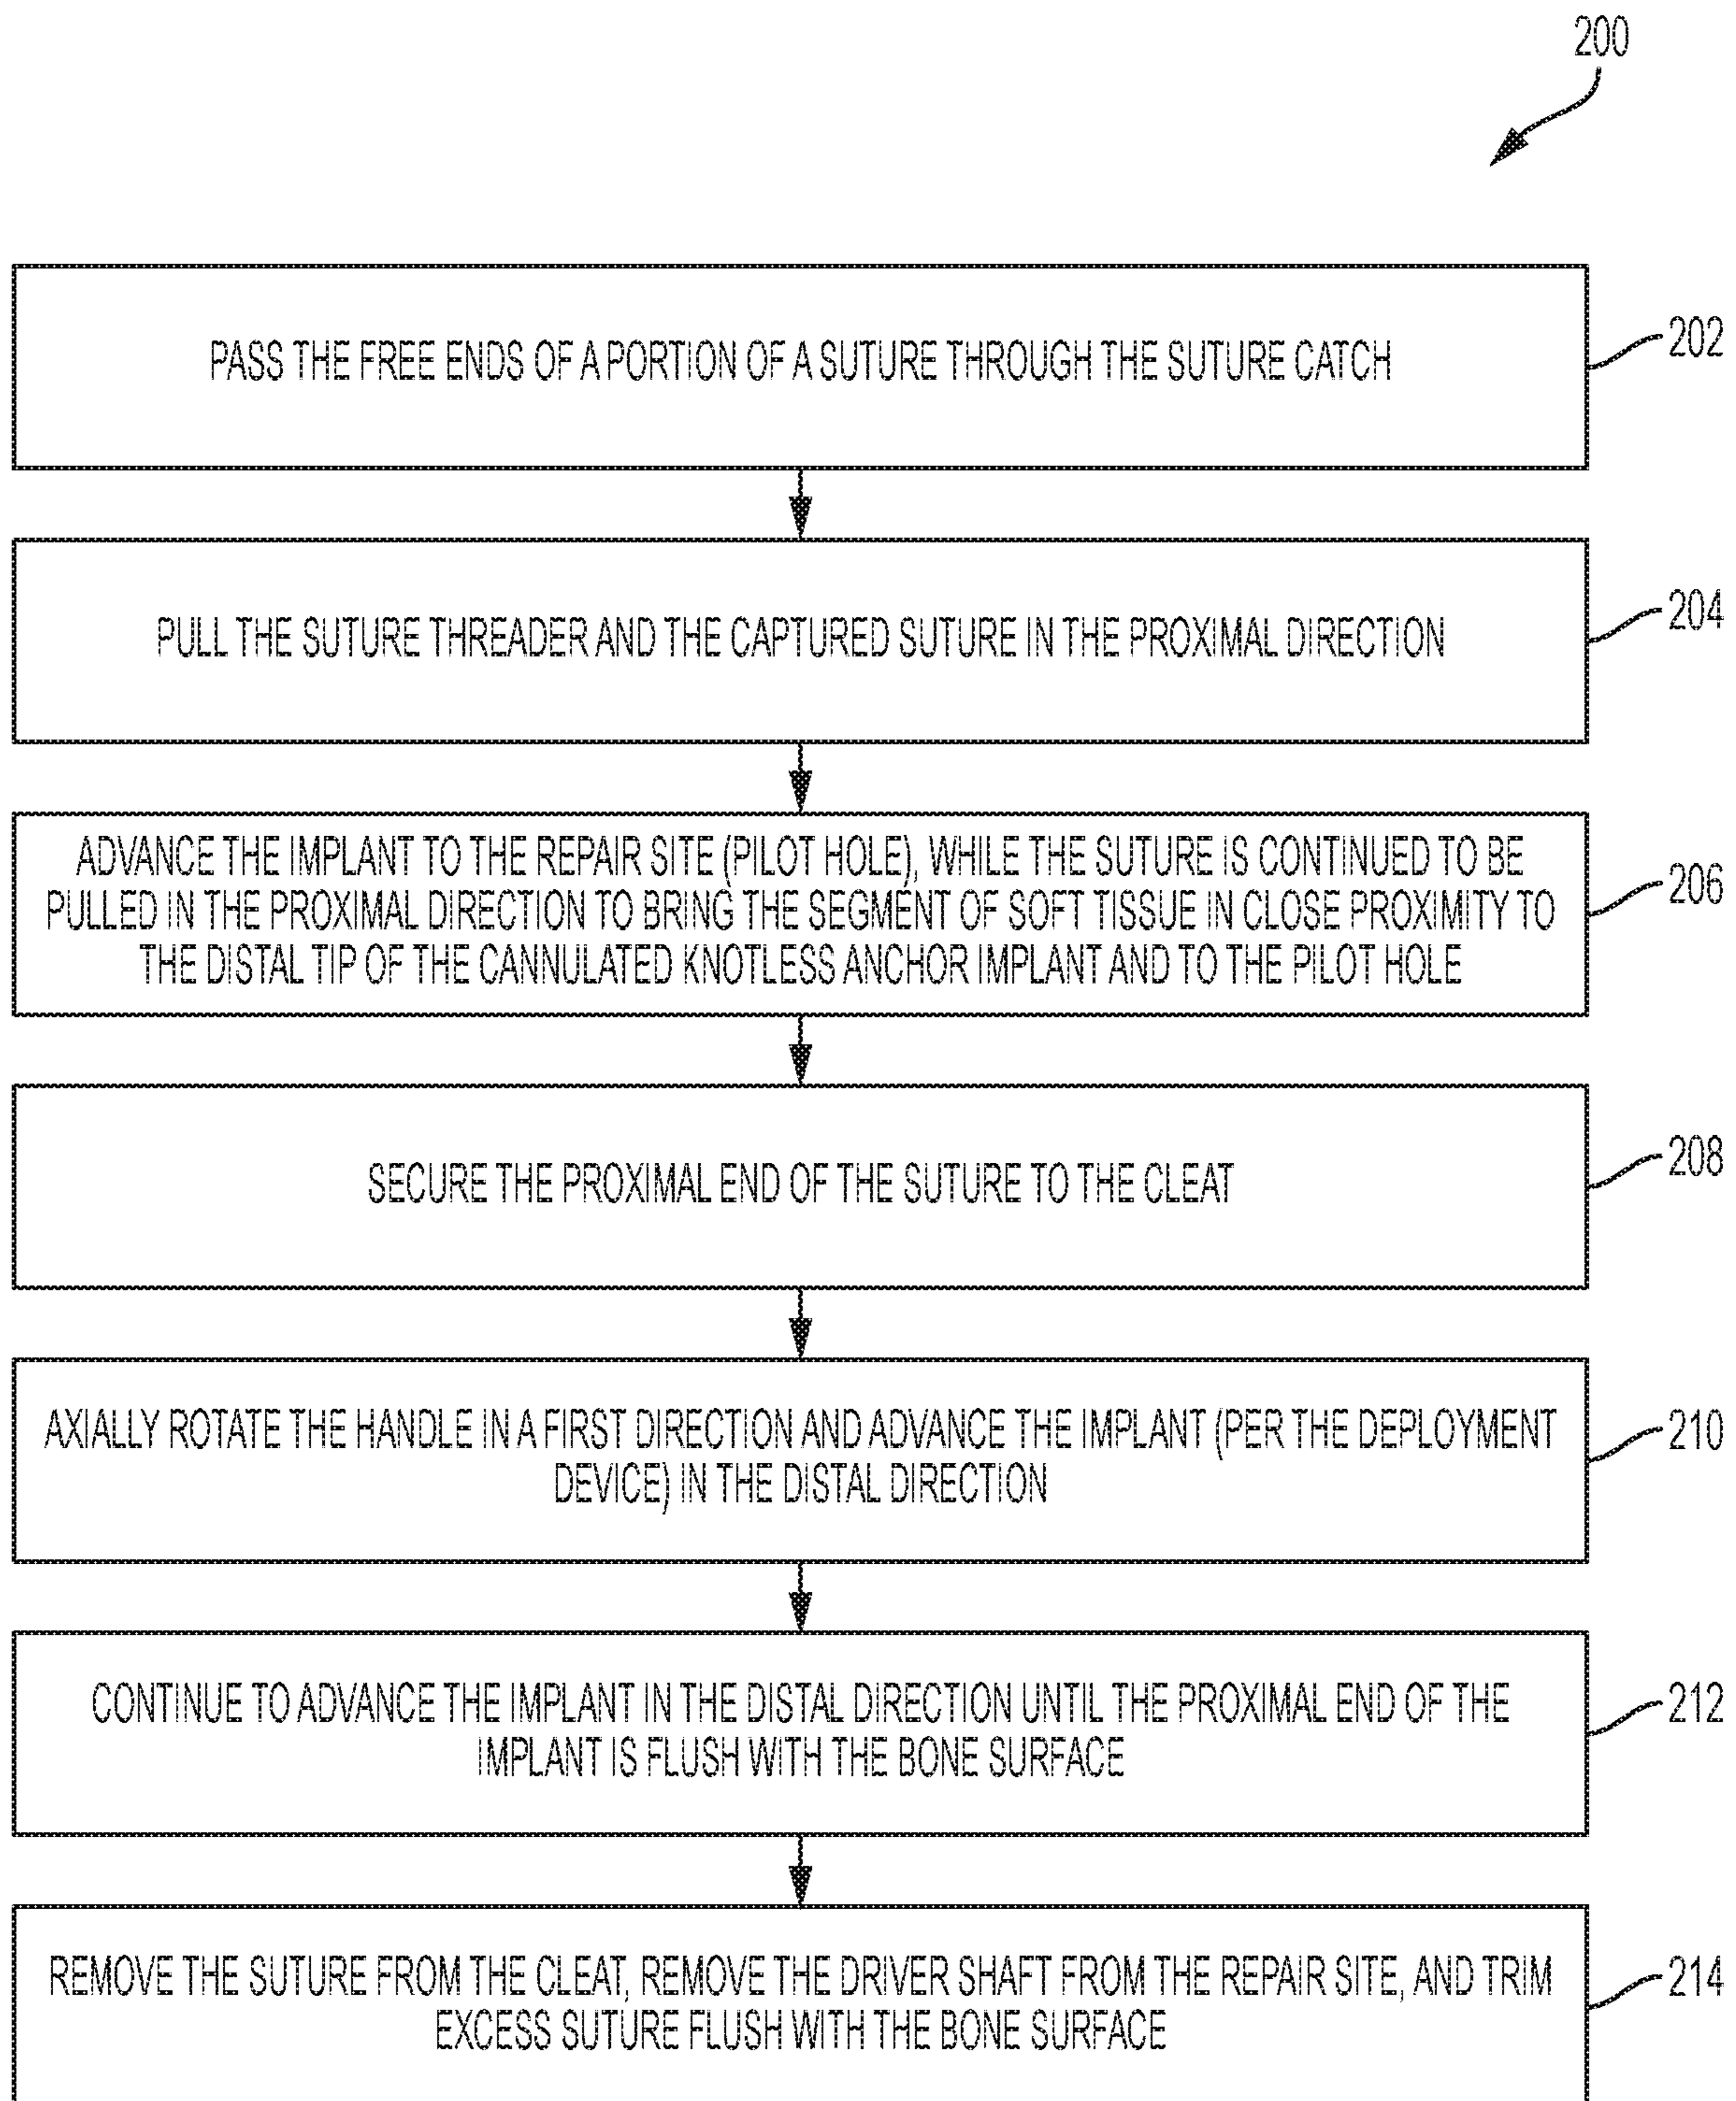 200
PASS THE FREE ENDS OF A PORTION OF A SUTURE THROUGH THE SUTURE CATCH
202
PULL THE SUTURE THREADER AND THE CAPTURED SUTURE IN THE PROXIMAL DIRECTION
204
ADVANCE THE IMPLANT TO THE REPAIR SITE (PILOT HOLE), WHILE THE SUTURE IS CONTINUED TO BE
PULLED IN THE PROXIMAL DIRECTION TO BRING THE SEGMENT OF SOFT TISSUE IN CLOSE PROXIMITY TO
THE DISTAL TIP OF THE CANNULATED KNOTLESS ANCHOR IMPLANT AND TO THE PILOT HOLE
206
SECURE THE PROXIMAL END OF THE SUTURE TO THE CLEAT
208
AXIALLY ROTATE THE HANDLE IN A FIRST DIRECTION AND ADVANCE THE IMPLANT (PER THE DEPLOYMENT
DEVICE) IN THE DISTAL DIRECTION
210
CONTINUE TO ADVANCE THE IMPLANT IN THE DISTAL DIRECTION UNTIL THE PROXIMAL END OF THE
IMPLANT IS FLUSH WITH THE BONE SURFACE
212
REMOVE THE SUTURE FROM THE CLEAT, REMOVE THE DRIVER SHAFT FROM THE REPAIR SITE, AND TRIM
EXCESS SUTURE FLUSH WITH THE BONE SURFACE
214